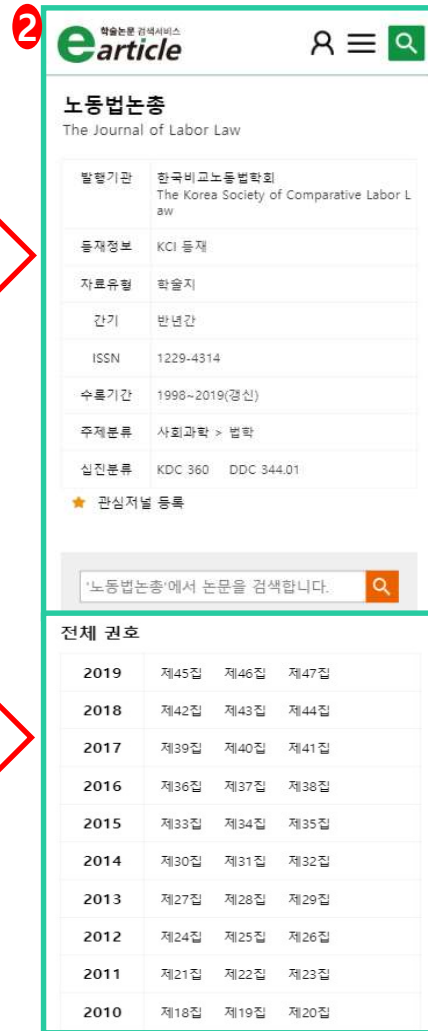 2
학술논문 검색서비스
earticle
노동법논총
The Journal of Labor Law
발행기관 한국비교노동법학회
The Korea Society of Comparative Labor L
aw
등재정보 KCI 등재
자료유형 학술지
간기 반년간
ISSN 1229-4314
수록기간 1998~2019(갱신)
주제분류 사회과학 > 법학
십진분류 KDC 360 DDC 344.01
관심저널 등록
'노동법논총'에서 논문을 검색합니다.
전체 권호
2019 제45집 제46집 제47집
2018 제42집 제43집 제44집
2017 제39집 제40집 제41집
2016 제36집 제37집 제38집
2015 제33집 제34집 제35집
2014 제30집 제31집 제32집
2013 제27집 제28집 제29집
2012 제24집 제25집 제26집
2011 제21집 제22집 제23집
2010 제18집 제19집 제20집